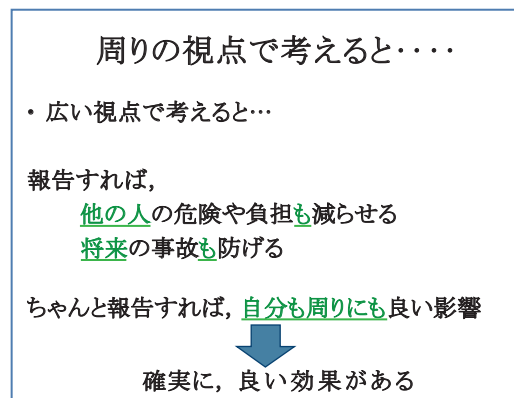 周りの視点で考えると････
・ 広い視点で考えると…
報告すれば,
他の人の危険や負担も減らせる
将来の事故も防げる
ちゃんと報告すれば, 自分も周りにも良い影響
確実に, 良い効果がある